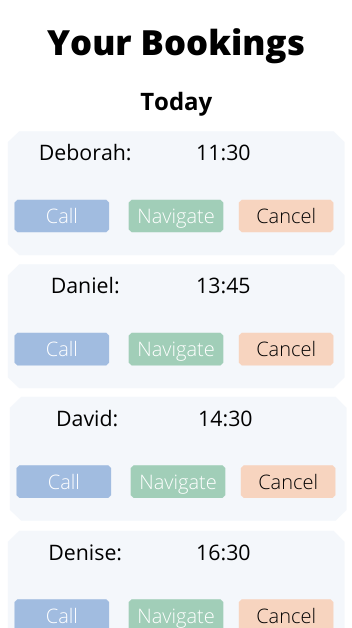 Your Bookings
Today
Deborah: 11:30
Call Navigate Cancel
Daniel: 13:45
Call Navigate Cancel
David: 14:30
Call Navigate Cancel
Denise: 16:30
Call Navigate Cancel